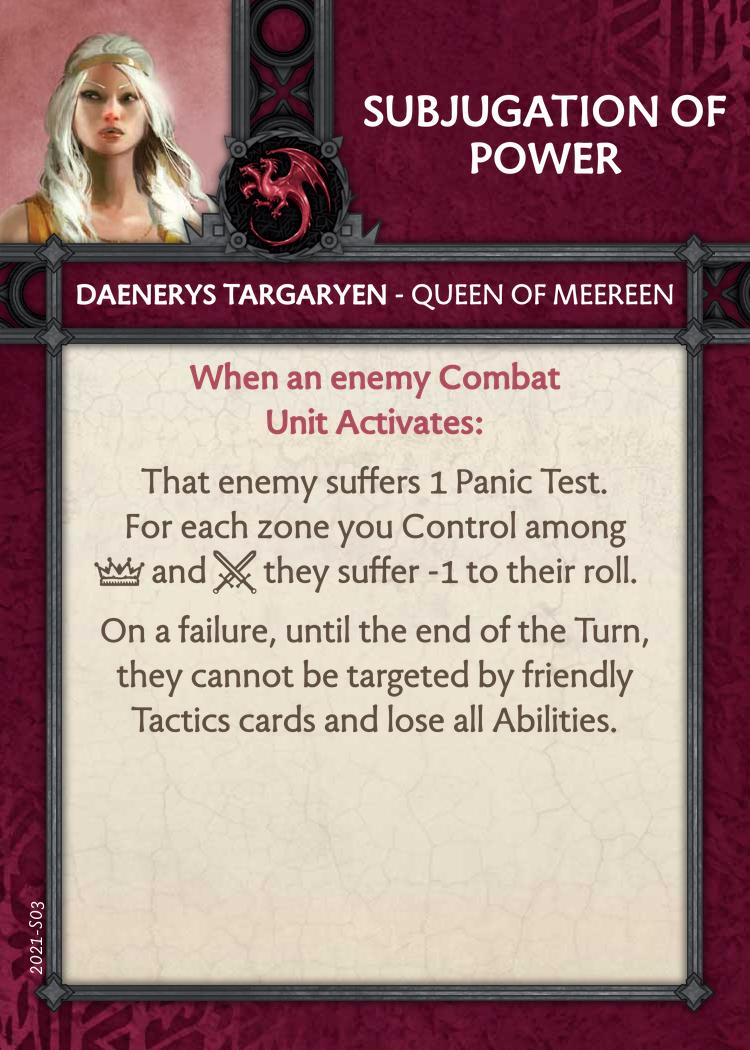 SUBJUGATION OF
POWER
DAENERYS TARGARYEN - QUEEN OF MEEREEN
When an enemy Combat
Unit Activates:
That enemy suffers 1 Panic Test.
For each zone you Control among
and they suffer -1 to their roll.
On a failure, until the end of the Turn,
they cannot be targeted by friendly
Tactics cards and lose all Abilities.
2021-S03